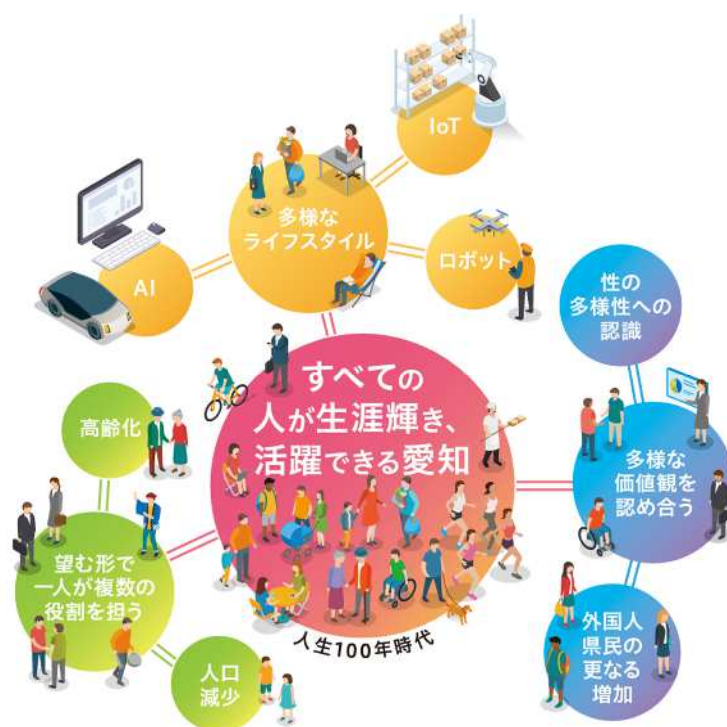 IoT
多様な
ライフスタイル
AI
ロボット
性の
多様性への
認識
すべての
人が生涯輝き、
活躍できる愛知
高齢化
多様な
価値観を
認め合う
望む形で
一人が複数の
役割を担う
人生100年時代
外国人
県民の
更なる
増加
人口
減少